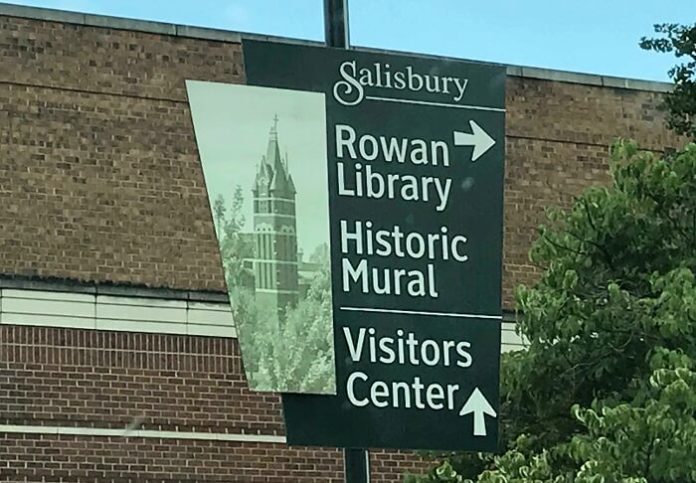 Salisbury
Rowan
Library
Historic
Mural
Visitors
Center